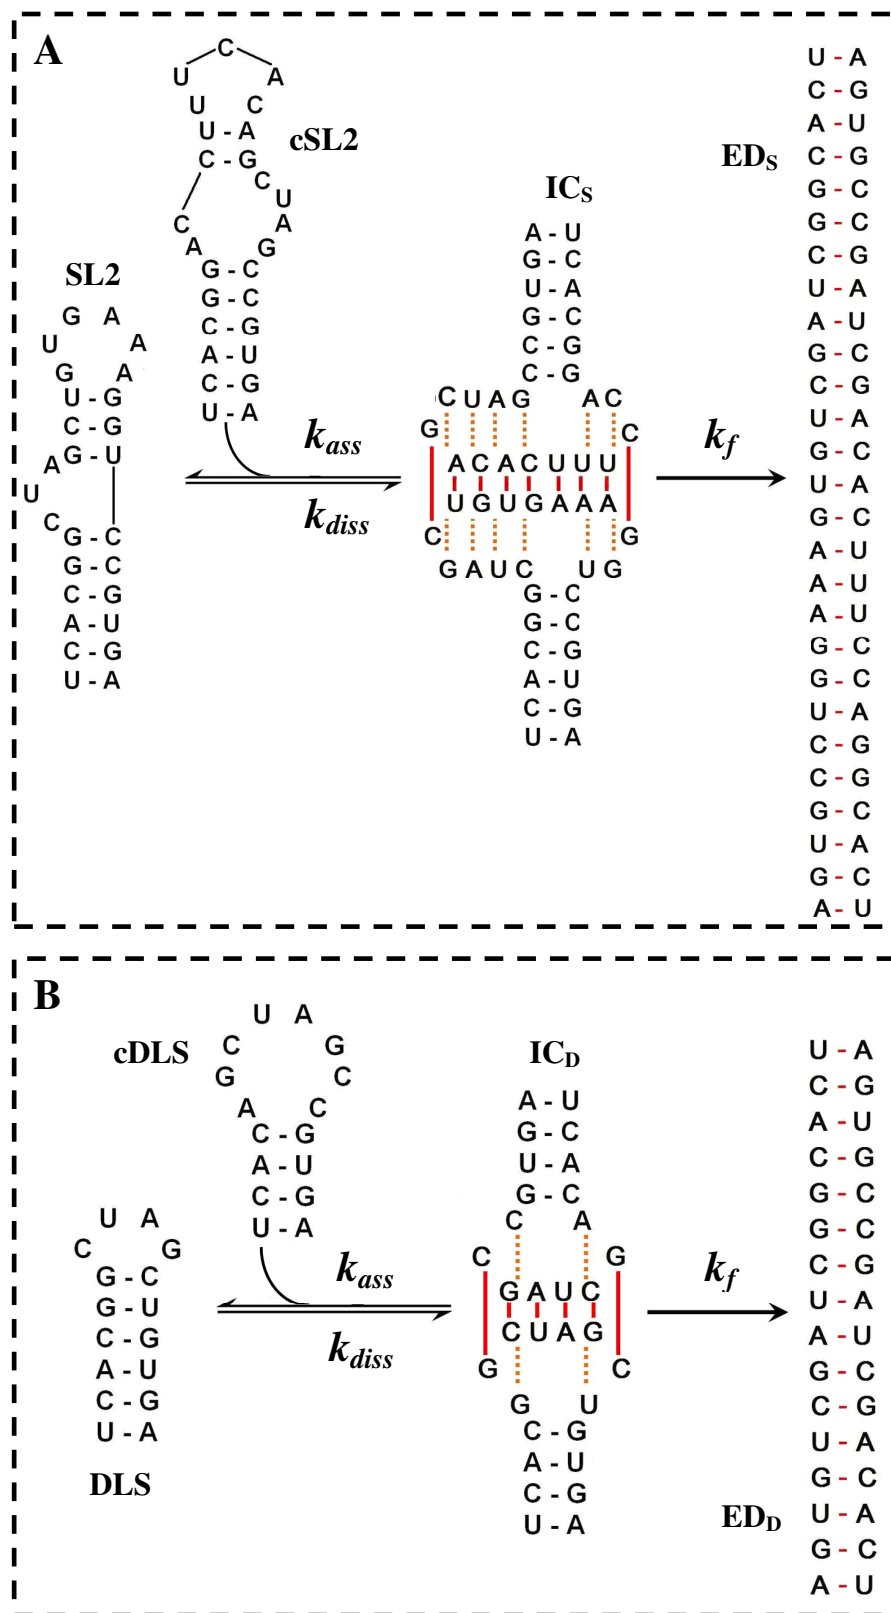 A
C
U A
U C
U - A
C - G
cSL2
C
U
C A
A G
G - C
G - C
C - G
A - U
C - G
U - A
SL2
G A
U A
G A
U - G
C - G
A G - U
U
C
G - C
G - C
C - G
A - U
C - G
U - A
kass
kdiss
ICS
A - U
G - C
U - A
G - C
C - G
C - G
C U A G A C
G C
A C A C U U U
U G U G A A A
C G
G A U C U G
G - C
G - C
C - G
A - U
C - G
U - A
kf
EDS
U - A
C - G
A - U
C - G
G - C
G - C
C - G
U - A
A - U
G - C
C - G
U - A
G - C
U - A
G - C
A - U
A - U
A - U
G - C
G - C
U - A
C - G
C - G
G - C
U - A
G - C
A - U
B
cDLS
U A
C G
G C
A C
C - G
A - U
C - G
U - A
U A
C G
G - C
G - U
C - G
A - U
C - G
U - A
DLS
kass
kdiss
ICD
A - U
G - C
U - A
G - C
C A
C G
G A U C
C U A G
G C
G U
C - G
A - U
C - G
U - A
kf
U - A
C - G
A - U
C - G
G - C
G - C
C - G
U - A
A - U
G - C
C - G
U - A
G - C
U - A
G - C
A - U
EDD